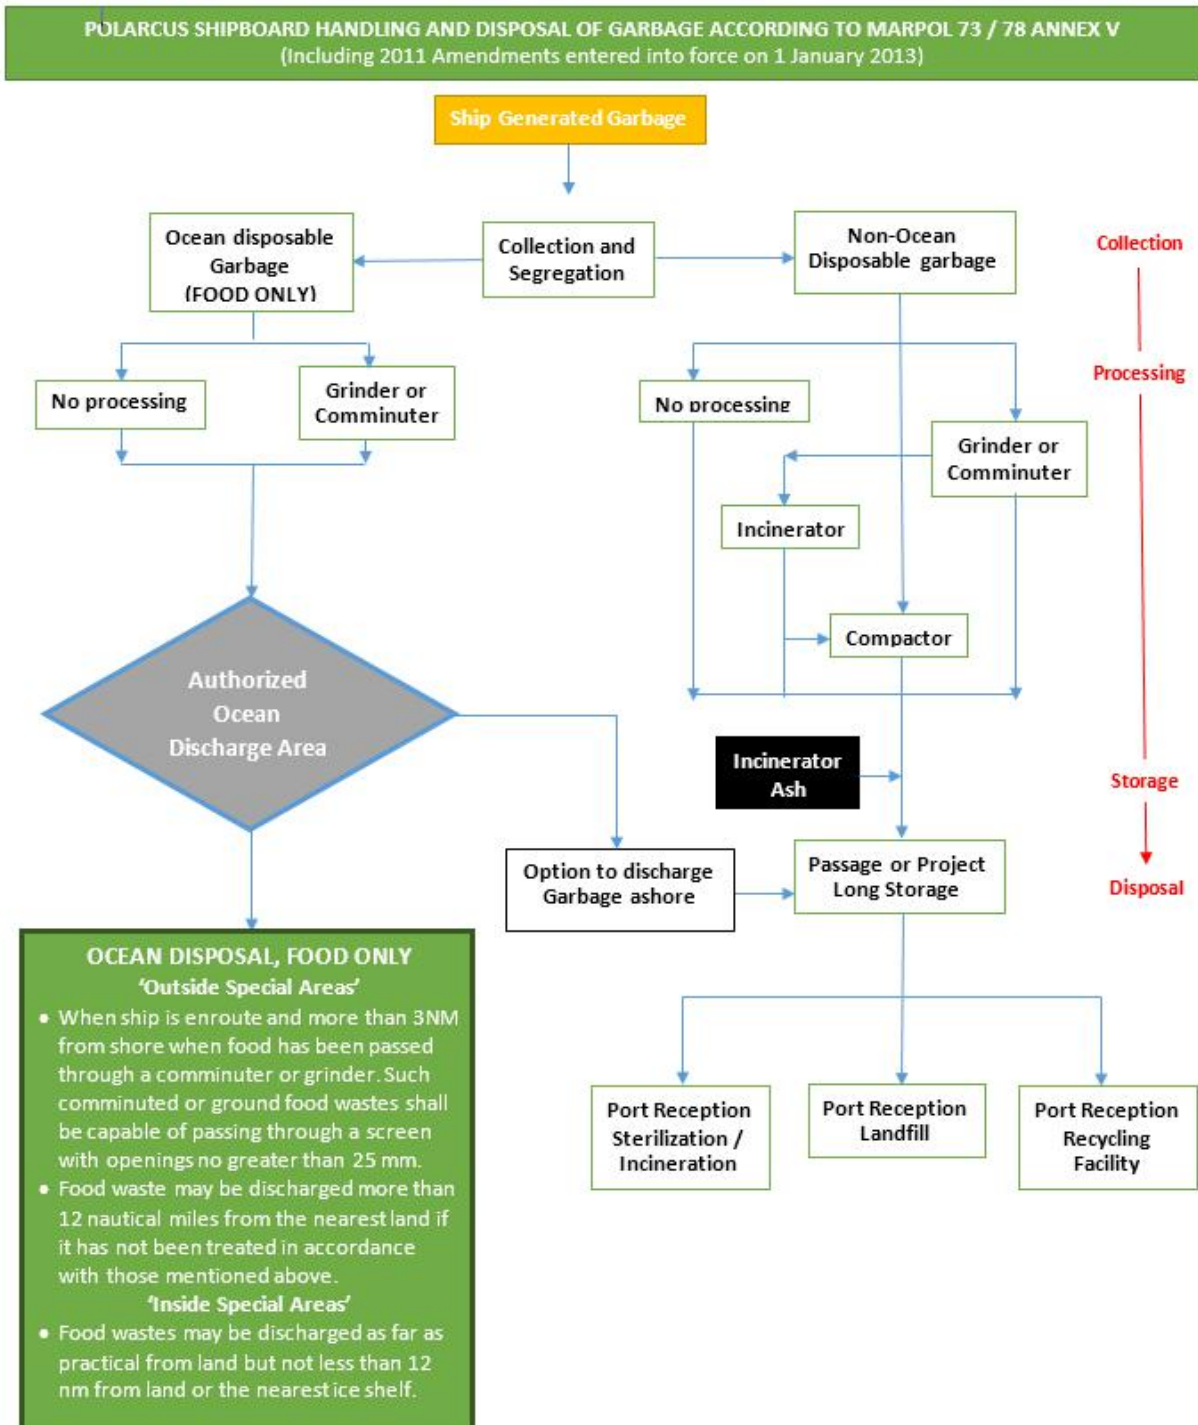 POLARCUS SHIPBOARD HANDLING AND DISPOSAL OF GARBAGE ACCORDING TO MARPOL 73 / 78 ANNEX V
(Including 2011 Amendments entered into force on 1 January 2013)
Ship Generated Garbage
Ocean disposable
Garbage
(FOOD ONLY)
Collection and
Segregation
Non-Ocean
Disposable garbage
Collection
No processing
Grinder or
Comminuter
No processing
Grinder or
Comminuter
Processing
Incinerator
Compactor
Authorized
Ocean
Discharge Area
Incinerator
Ash
Storage
Option to discharge
Garbage ashore
Passage or Project
Long Storage
Disposal
OCEAN DISPOSAL, FOOD ONLY
‘Outside Special Areas’
• When ship is enroute and more than 3NM
from shore when food has been passed
through a comminuter or grinder. Such
comminuted or ground food wastes shall
be capable of passing through a screen
with openings no greater than 25 mm.
• Food waste may be discharged more than
12 nautical miles from the nearest land if
it has not been treated in accordance
with those mentioned above.
‘Inside Special Areas’
• Food wastes may be discharged as far as
practical from land but not less than 12
nm from land or the nearest ice shelf.
Port Reception
Sterilization /
Incineration
Port Reception
Landfill
Port Reception
Recycling
Facility